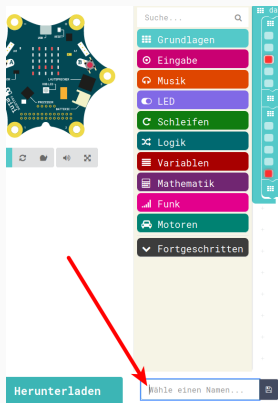 Suche...
Grundlagen
Eingabe
Musik
LED
Schleifen
Logik
Variablen
Mathematik
Funk
Motoren
Fortgeschritten
Herunterladen
Wähle einen Namen...